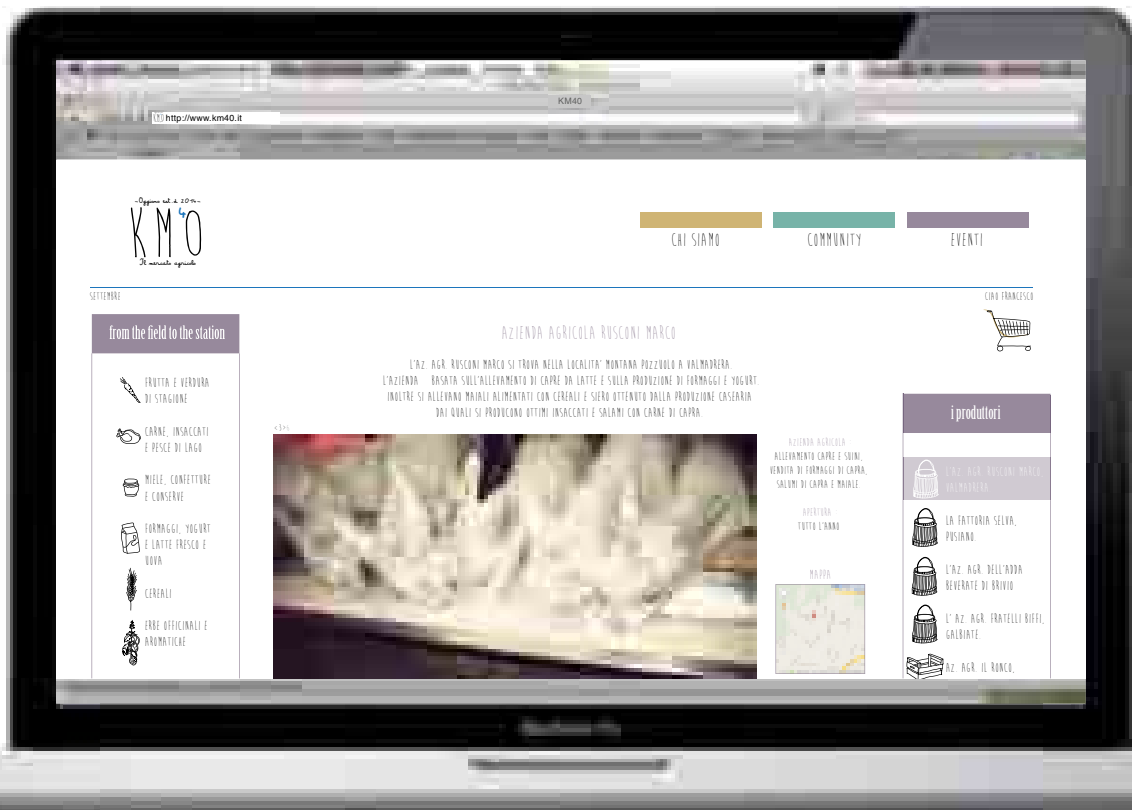 KM40
http://www.km40.it
KM40
Il mercato agricolo
CHI SIAMO
COMMUNITY
EVENTI
SETTEMBRE
CIAO FRANCESCO
from the field to the station
FRUTTA E VERDURA
DI STAGIONE
CARNE, INSACCATI
E PESCE DI LAGO
MIELE, CONFETTURE
E CONSERVE
FORMAGGI, YOGURT
E LATTE FRESCO E
UOVA
CEREALI
ERBE OFFICINALI E
AROMATICHE
AZIENDA AGRICOLA RUSCONI MARCO
L'AZ. AGR. RUSCONI MARCO SI TROVA NELLA LOCALITA' MONTANA POZZUOLO A VALMADRERA.
L'AZIENDA BASATA SULL'ALLEVAMENTO DI CAPRE DA LATTE E SULLA PRODUZIONE DI FORMAGGI E YOGURT.
INOLTRE SI ALLEVANO MAIALI ALIMENTATI CON CEREALI E SIERO OTTENUTO DALLA PRODUZIONE CASEARIA
DAI QUALI SI PRODUCONO OTTIMI INSACCATI E SALAMI CON CARNE DI CAPRA.
AZIENDA AGRICOLA
ALLEVAMENTO CAPRE E SUINI,
VENDITA DI FORMAGGI DI CAPRA,
SALUMI DI CAPRA E MAIALE
APERTURA
TUTTO L'ANNO
MAPPA
i produttori
L'AZ. AGR. RUSCONI MARCO
VALMADRERA
LA FATTORIA SELVA,
PUSIANO.
L'AZ. AGR. DELL'ADDA
BEVERATE DI BRIVIO
L' AZ. AGR. FRATELLI BIFFI,
GALBIATE.
AZ. AGR. IL RONCO,